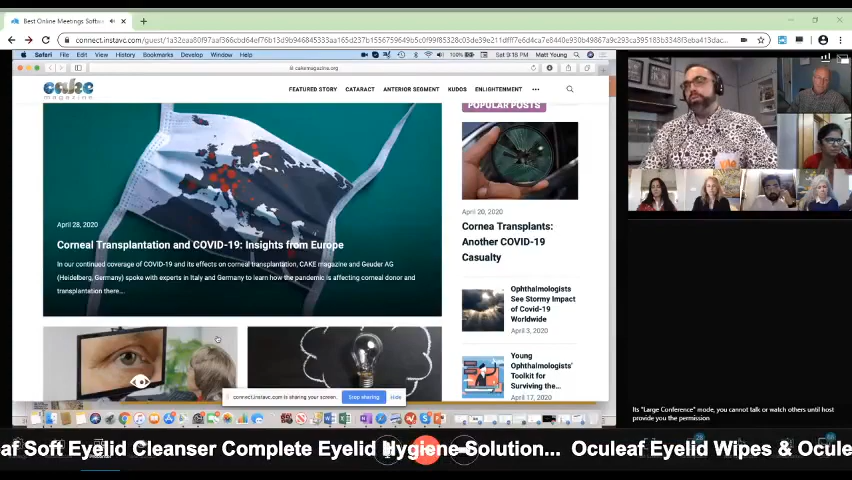 Best Online Meetings Softwa
connect.instavc.com/guest/1a32eaa80f97aaf366cbd64ef76b13d9b946845333aa165d237b1550795759649b5c0f99f85303c03de39e211dfff7e6d4ca7e8440e930b49867a9c293ca395183b3348f3eba413dac...
Safari File Edit View History Bookmarks Develop Window Help
100% Sat 9:16 PM Matt Young
cakemagazine.org
cake
magazine
FEATURED STORY CATARACT ANTERIOR SEGMENT KUDOS ENLIGHTENMENT
POPULAR POSTS
April 28, 2020
Corneal Transplantation and COVID-19: Insights from Europe
In our continued coverage of COVID-19 and its effects on corneal transplantation, CAKE magazine and Geuder AG
(Heidelberg, Germany) spoke with experts in Italy and Germany to learn how the pandemic is affecting corneal donor and
transplantation there...
April 20, 2020
Cornea Transplants:
Another COVID-19
Casualty
Ophthalmologists
See Stormy Impact
of Covid-19
Worldwide
April 3, 2020
Young
Ophthalmologists'
Toolkit for
Surviving the...
April 17, 2020
connect.instavc.com is sharing your screen.
Stop sharing
Hide
Its "Large Conference" mode, you cannot talk or watch others until host
provide you the permission
af Soft Eyelid Cleanser Complete Eyelid Hygiene Solution... Oculeaf Eyelid Wipes & Ocule